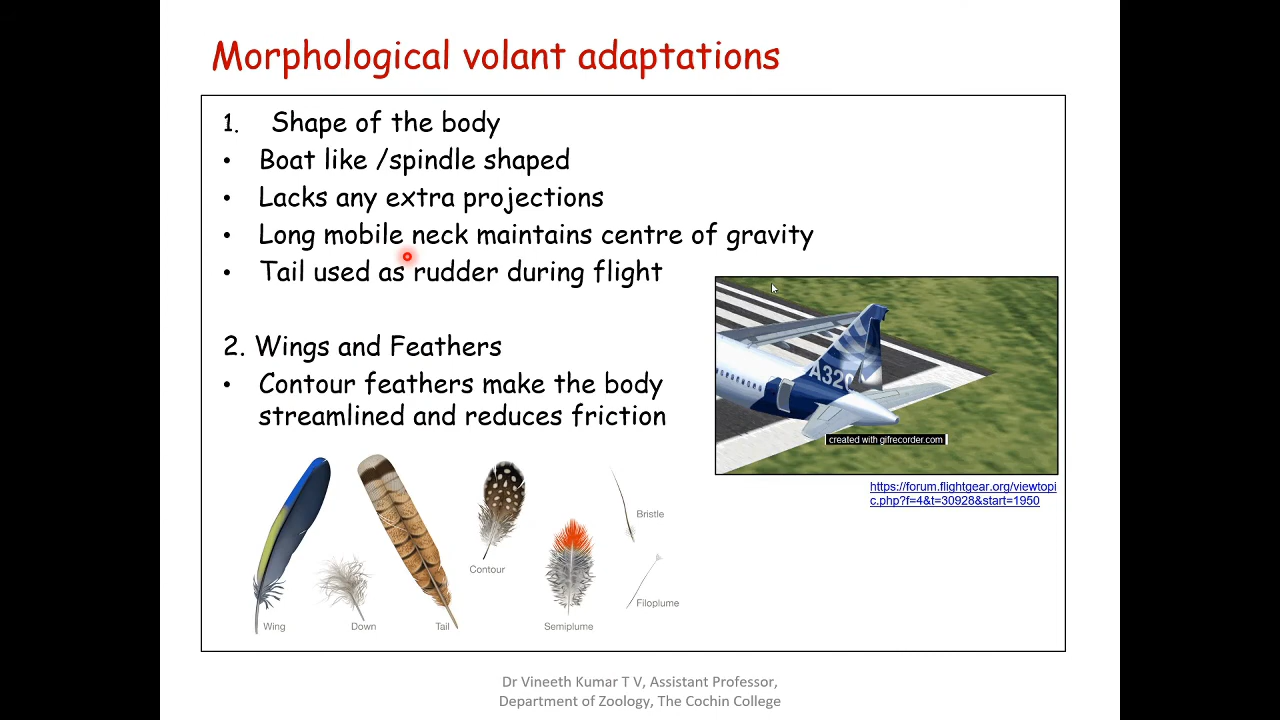 Morphological volant adaptations
1. Shape of the body
• Boat like /spindle shaped
• Lacks any extra projections
• Long mobile neck maintains centre of gravity
• Tail used as rudder during flight
2. Wings and Feathers
• Contour feathers make the body
streamlined and reduces friction
A320
created with gifrecorder.com
https://forum.flightgear.org/viewtopi
c.php?f=4&t=30928&start=1950
Bristle
Contour
Filoplume
Wing
Down
Tail
Semiplume
Dr Vineeth Kumar T V, Assistant Professor,
Department of Zoology, The Cochin College